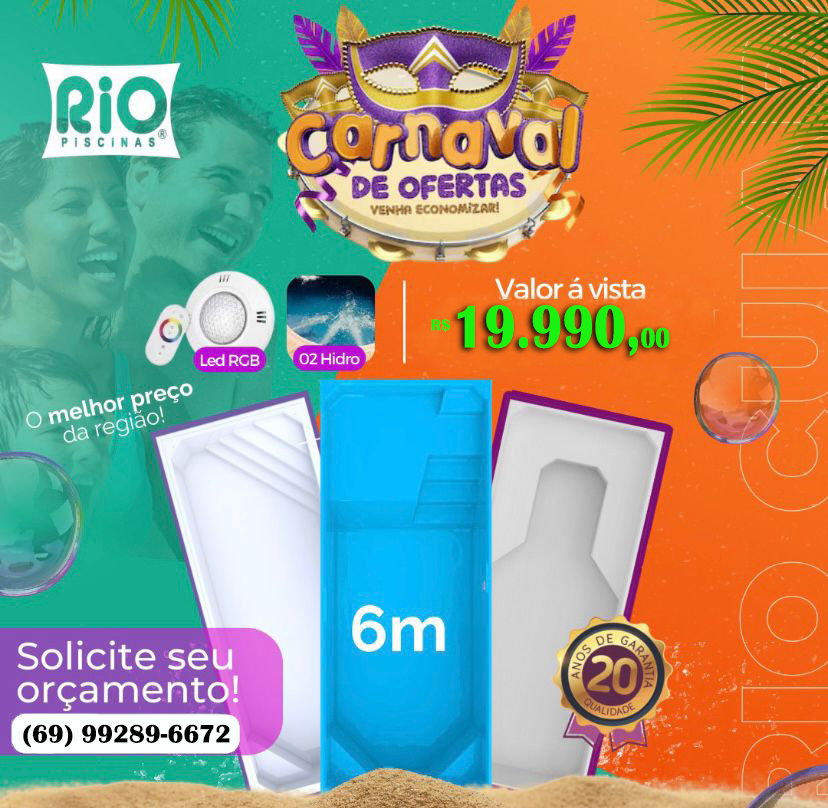 RiO
PISCINAS®
Carnaval
DE OFERTAS
VENHA ECONOMIZAR!
Led RGB
02 Hidro
Valor á vista
R$ 19.990,00
O melhor preço
da região!
6m
Solicite seu
orçamento!
(69) 99289-6672
ANOS DE GARANTIA
20
QUALIDADE
RIO